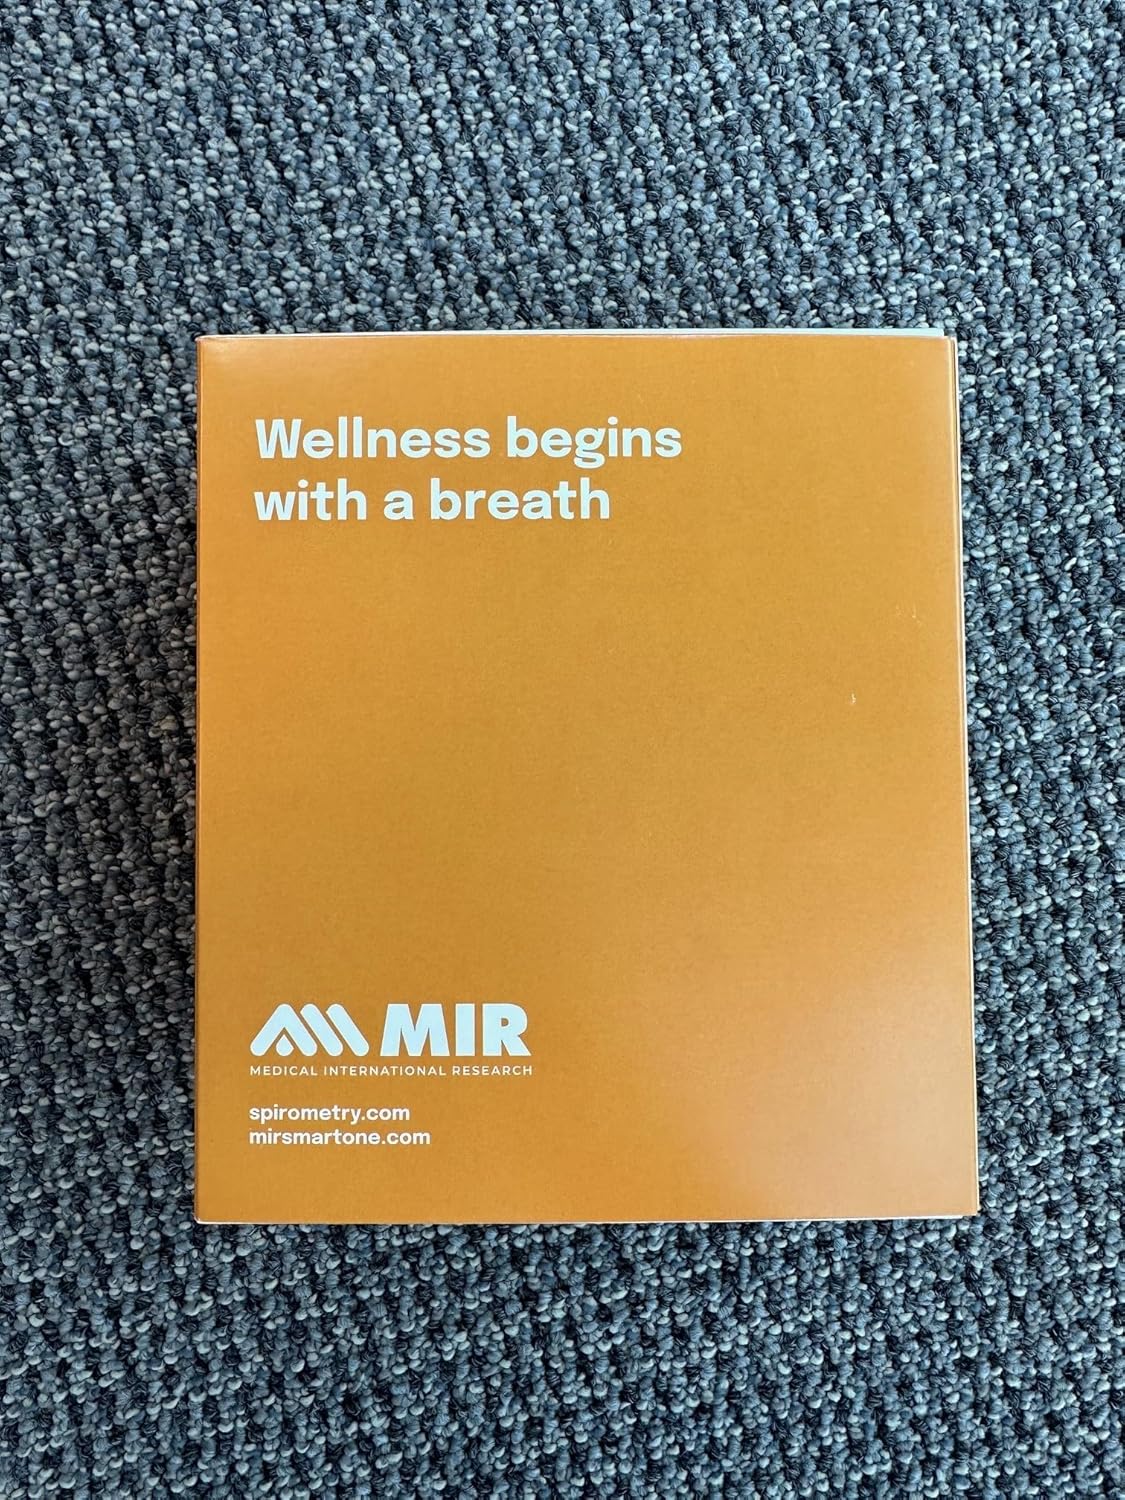 Wellness begins
with a breath
MIR
MEDICAL INTERNATIONAL RESEARCH
spirometry.com
mirsmartone.com